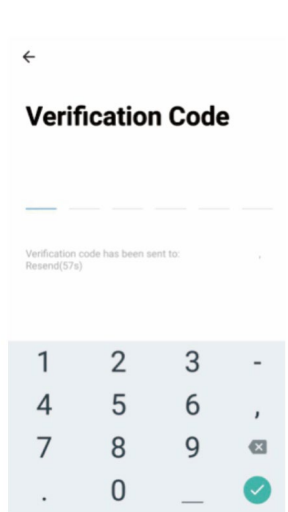 Verification Code
Verification code has been sent to: ,
Resend(57s)
1 2 3 -
4 5 6 ,
7 8 9
. 0 _